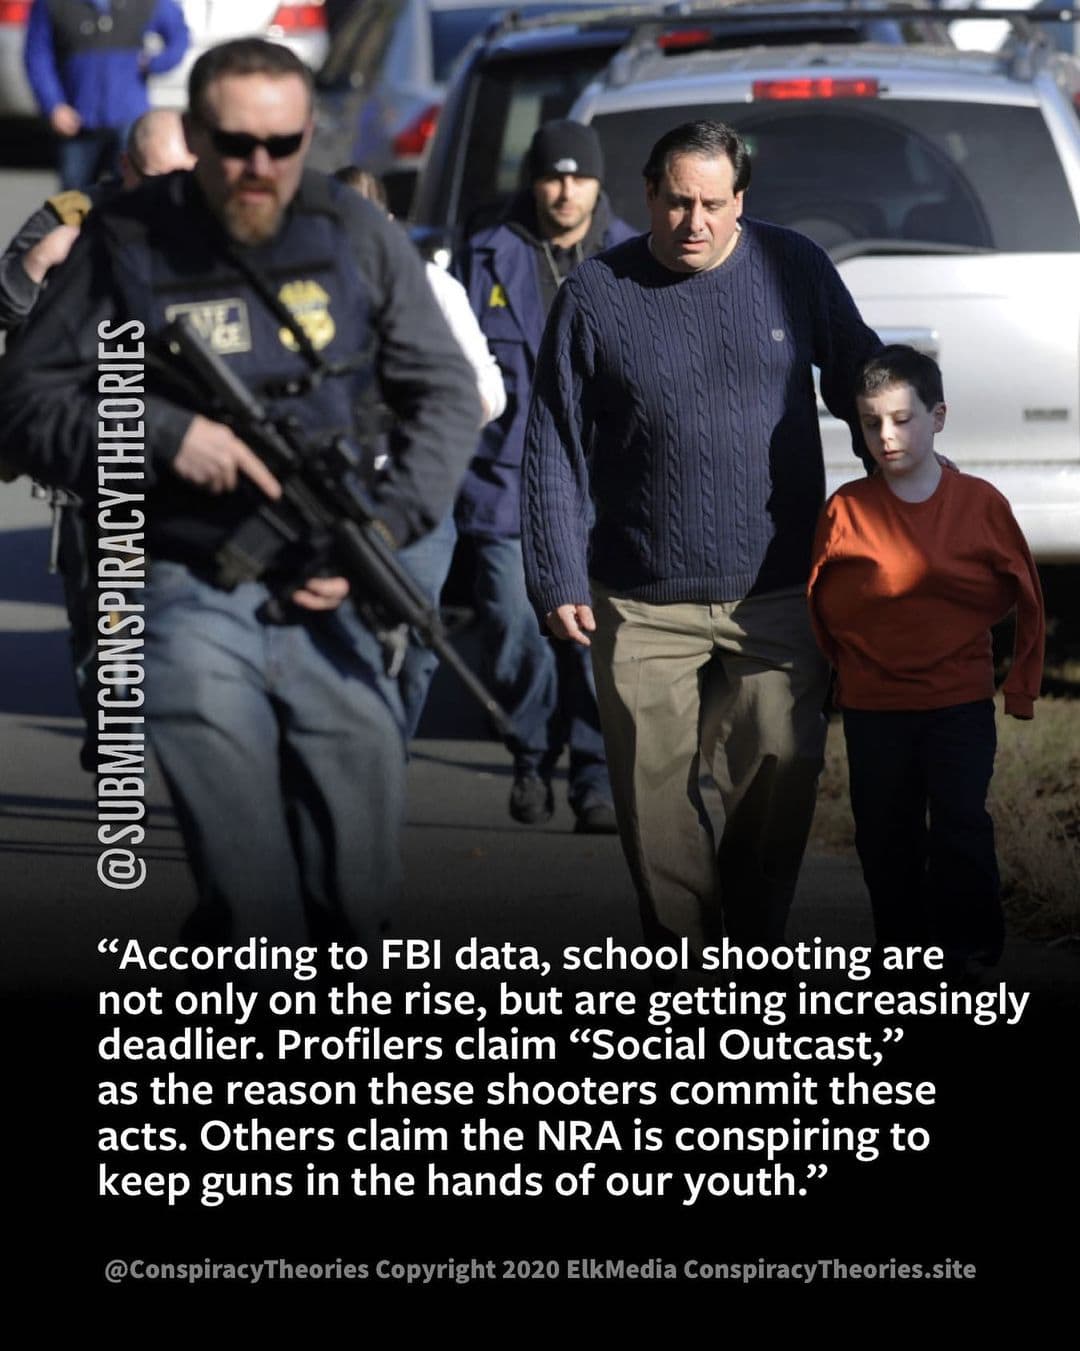 @SUBMITCONSPIRACYTHEORIES
“According to FBI data, school shooting are
not only on the rise, but are getting increasingly
deadlier. Profilers claim “Social Outcast,”
as the reason these shooters commit these
acts. Others claim the NRA is conspiring to
keep guns in the hands of our youth.”
@ConspiracyTheories Copyright 2020 ElkMedia ConspiracyTheories.site